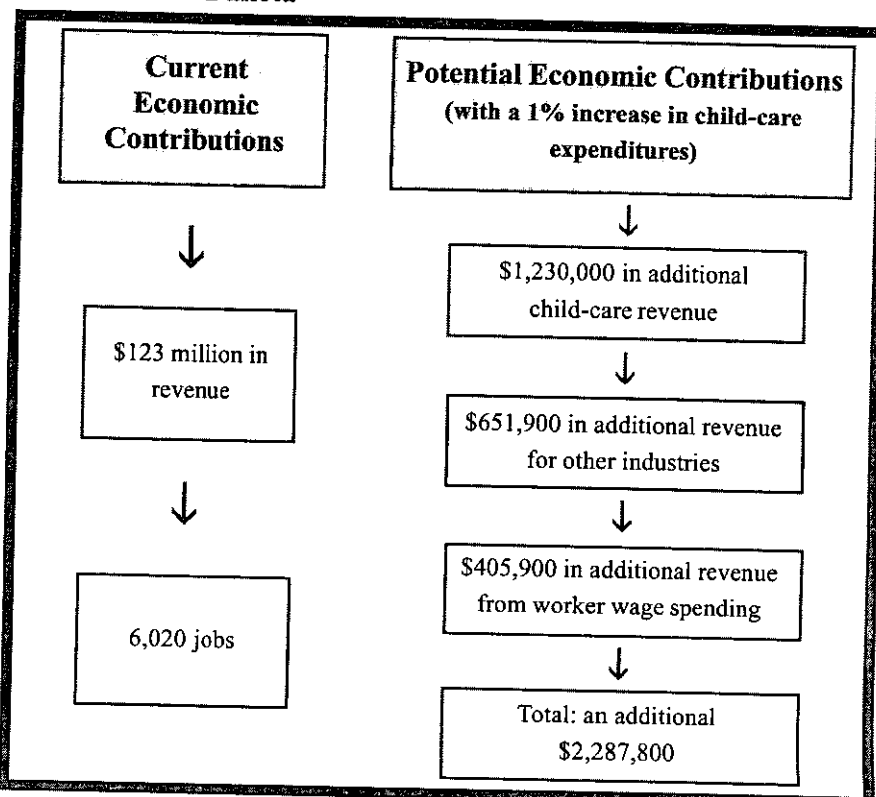 Current
Economic
Contributions
$123 million in
revenue
6,020 jobs
Potential Economic Contributions
(with a 1% increase in child-care
expenditures)
$1,230,000 in additional
child-care revenue
$651,900 in additional revenue
for other industries
$405,900 in additional revenue
from worker wage spending
Total: an additional
$2,287,800